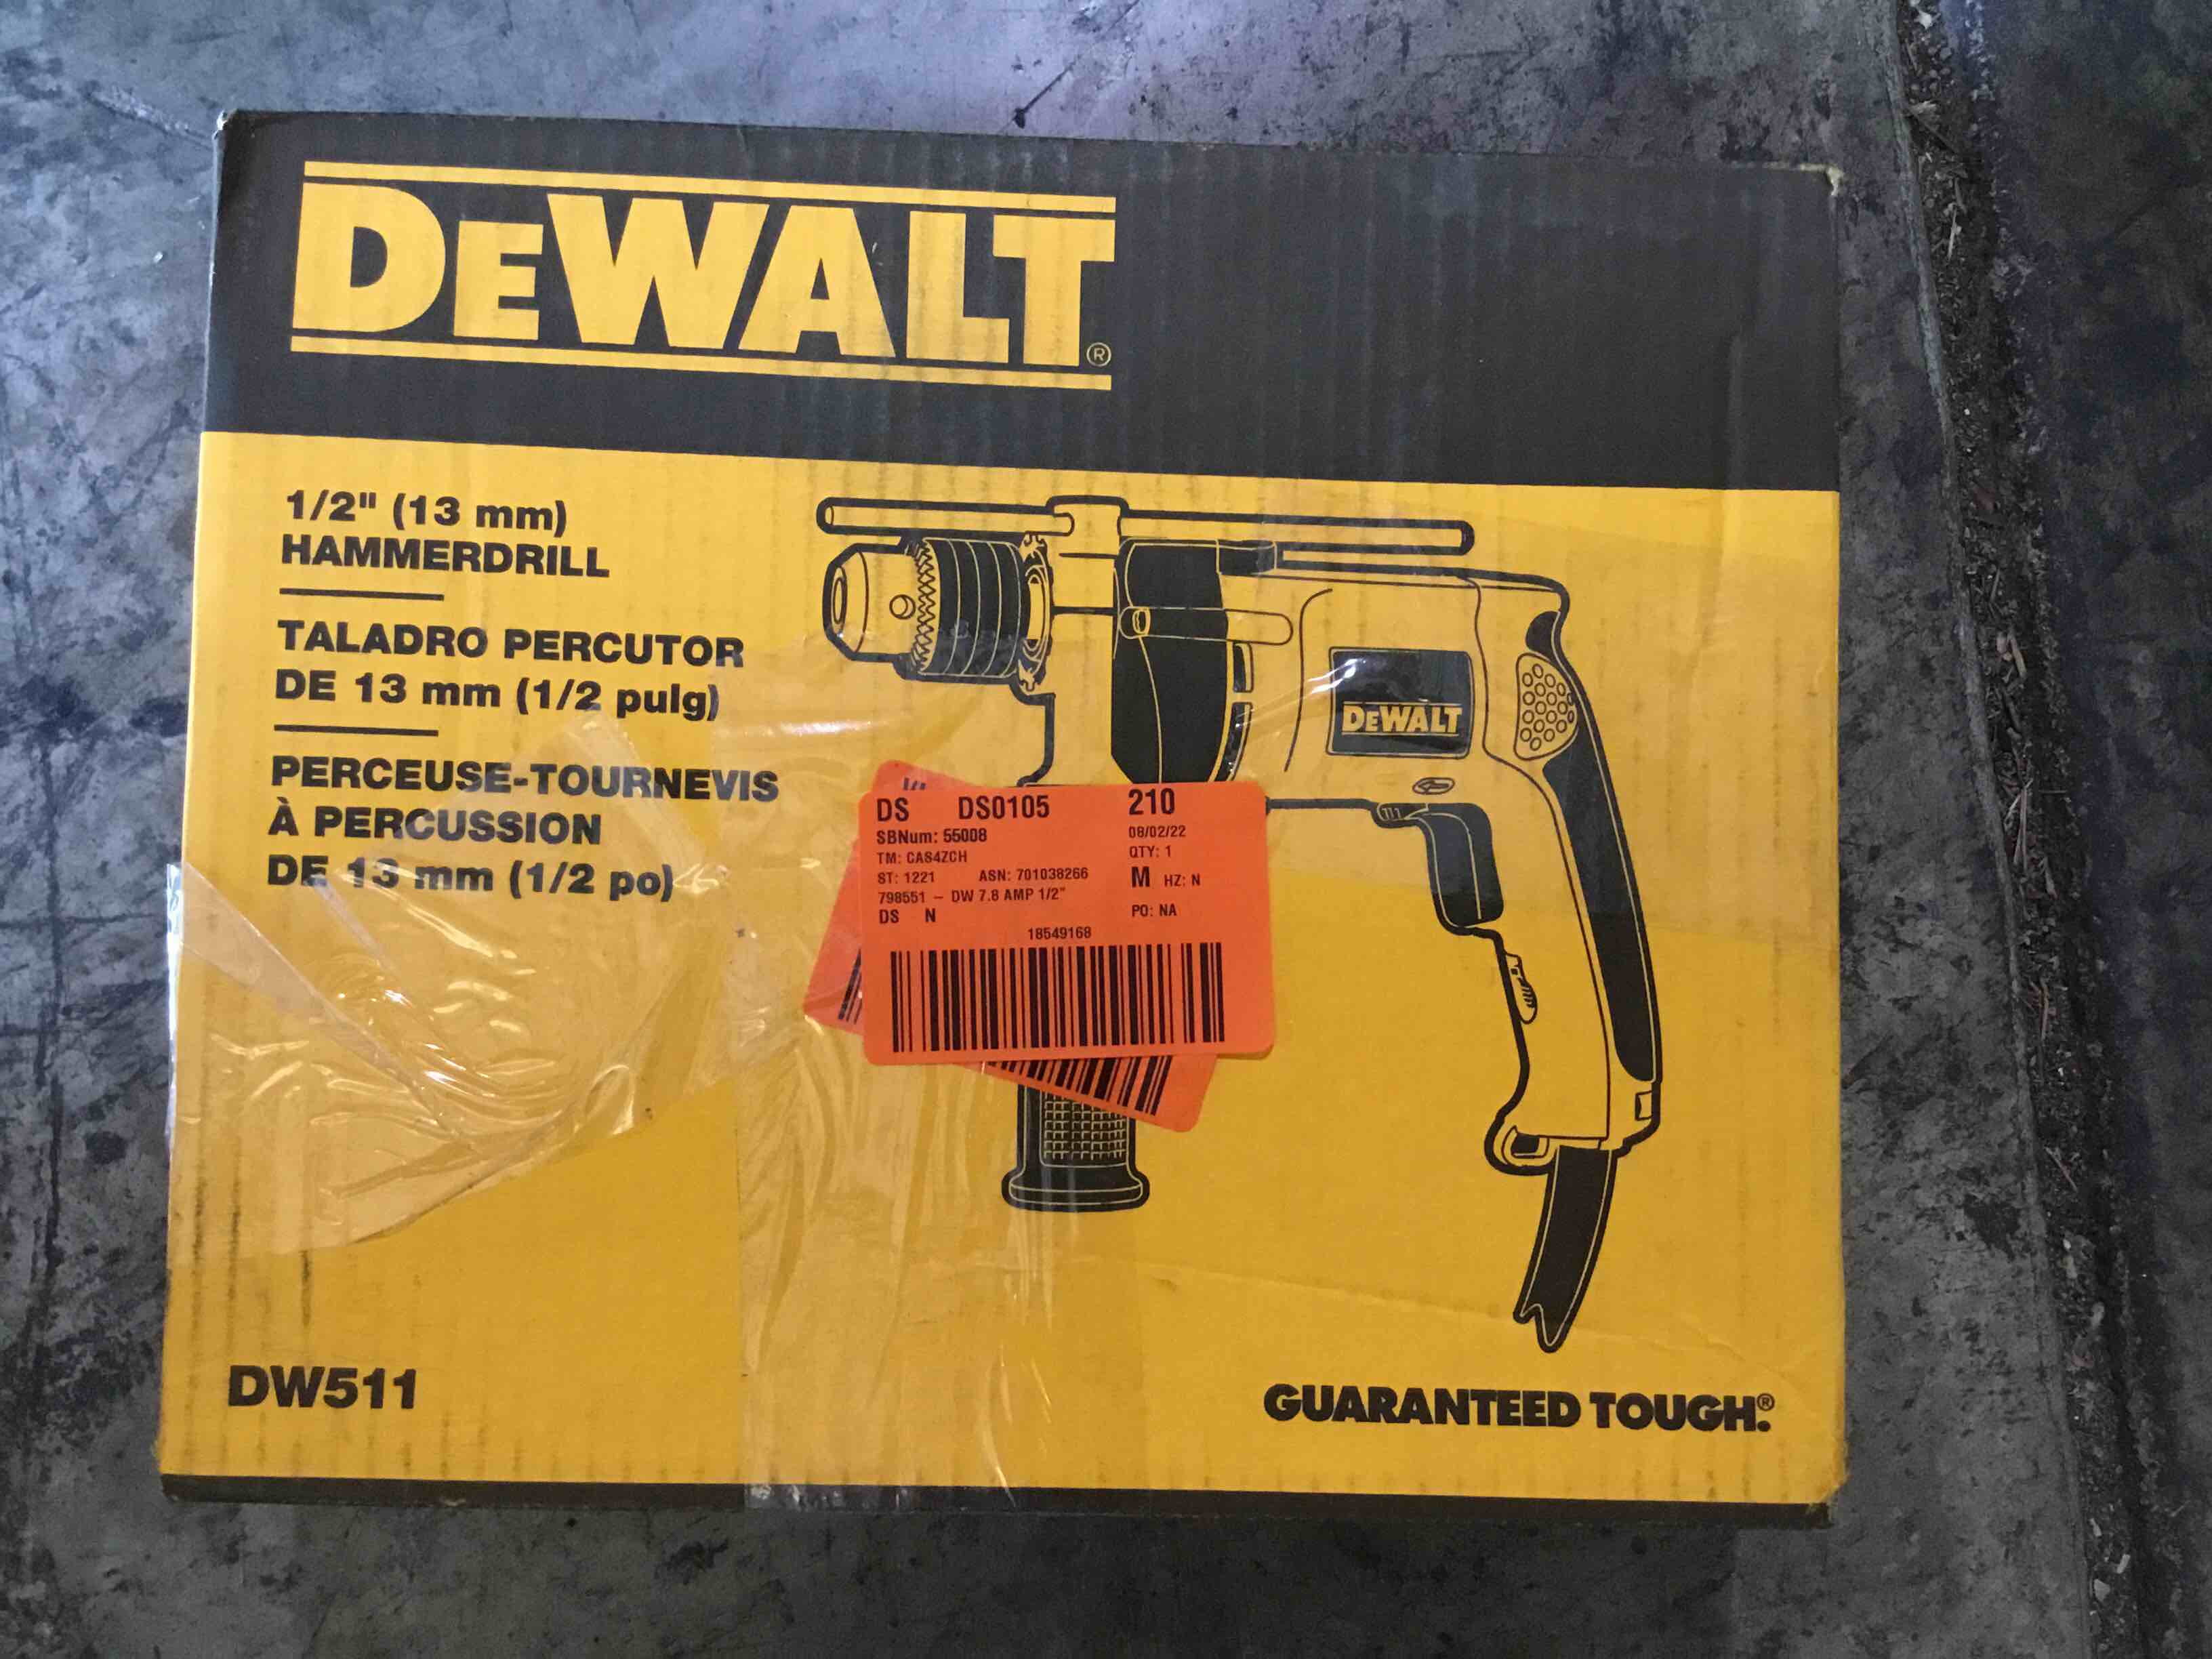 DEWALT®
1/2" (13 mm)
HAMMERDRILL
TALADRO PERCUTOR
DE 13 mm (1/2 pulg)
PERCEUSE-TOURNEVIS
À PERCUSSION
DE 13 mm (1/2 po)
DEWALT
DS DS0105 210
SBNum: 55008 08/02/22
TM: CAS4ZCH QTY: 1
ST: 1221 ASN: 701038266 M HZ: N
798551 – DW 7.8 AMP 1/2"
DS N PO: NA
18549168
DW511
GUARANTEED TOUGH.®